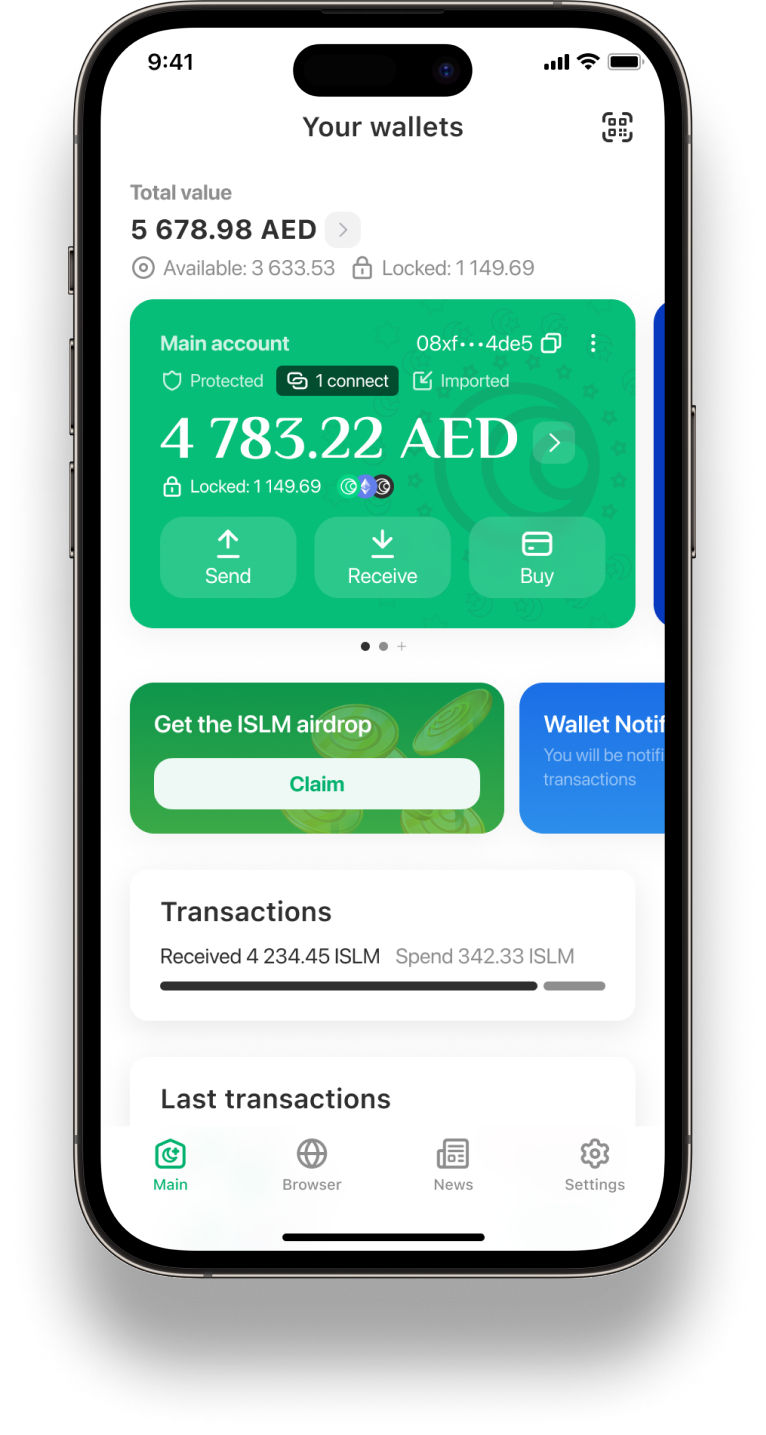 9:41
Your wallets
Total value
5 678.98 AED
Available: 3 633.53 Locked: 1 149.69
Main account 08xf•••4de5
Protected 1 connect Imported
4 783.22 AED
Locked: 1 149.69
Send Receive Buy
Get the ISLM airdrop
Claim
Wallet Notif
You will be notifi
transactions
Transactions
Received 4 234.45 ISLM Spend 342.33 ISLM
Last transactions
Main Browser News Settings